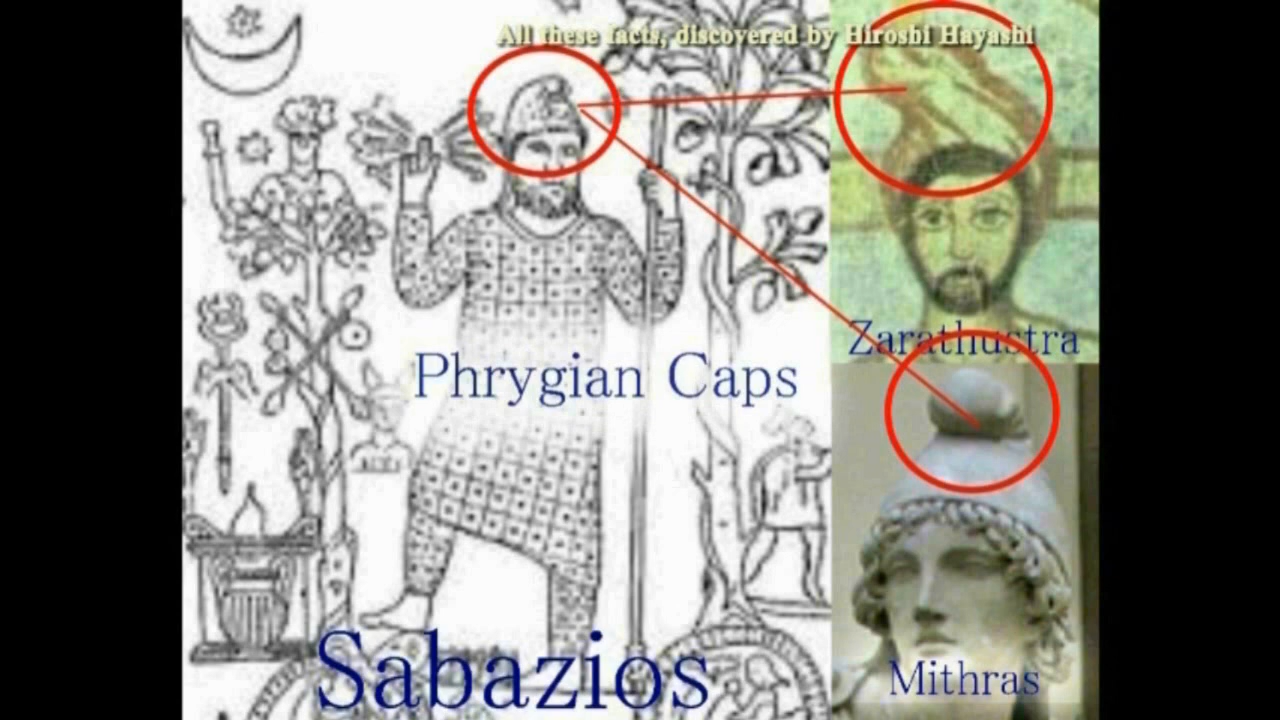 All these facts, discovered by Hiroshi Hayashi
Zarathustra
Phrygian Caps
Sabazios
Mithras